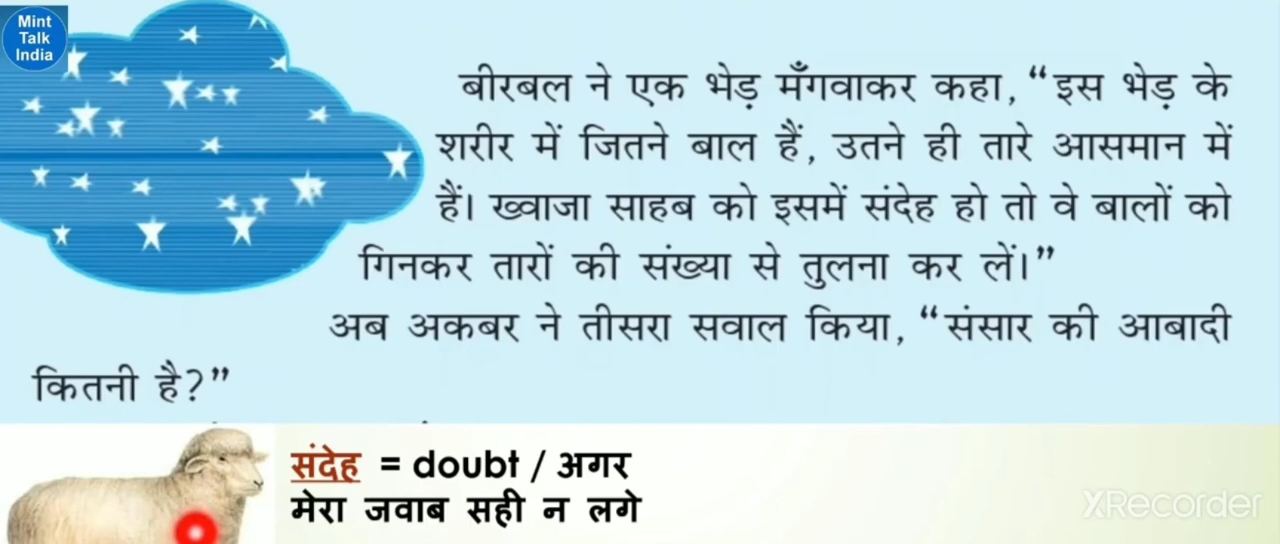 Mint
Talk
India
बीरबल ने एक भेड़ मँगवाकर कहा, “इस भेड़ के
शरीर में जितने बाल हैं, उतने ही तारे आसमान में
हैं। ख्वाजा साहब को इसमें संदेह हो तो वे बालों को
गिनकर तारों की संख्या से तुलना कर लें।”
अब अकबर ने तीसरा सवाल किया, “संसार की आबादी
कितनी है?”
संदेह = doubt / अगर
मेरा जवाब सही न लगे
XRecorder